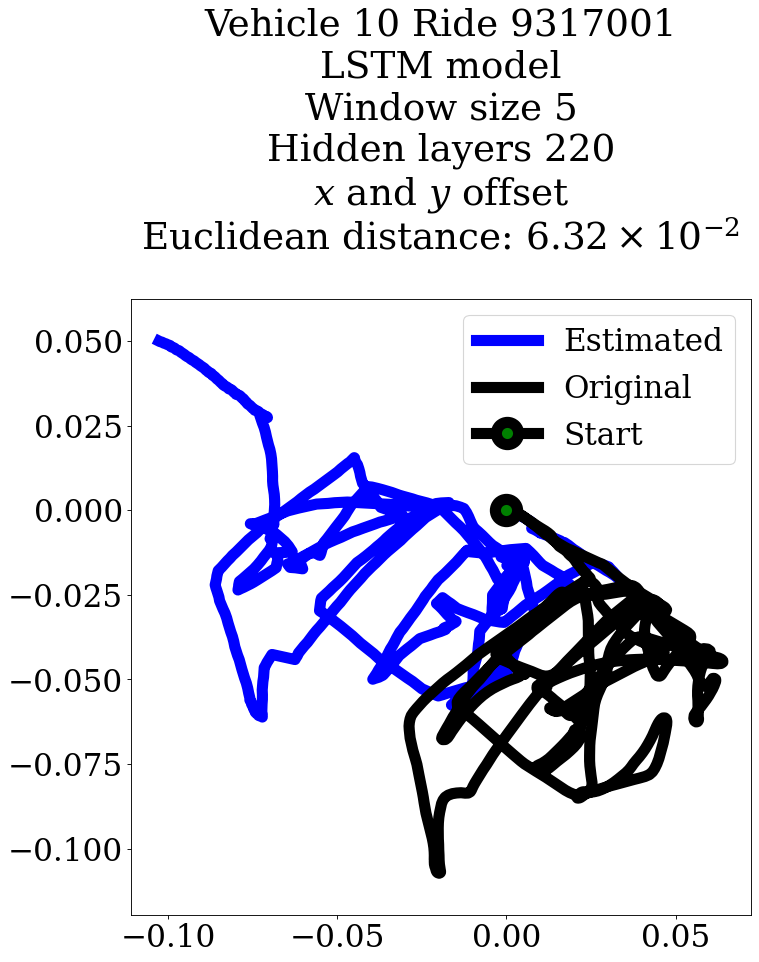 Vehicle 10 Ride 9317001
LSTM model
Window size 5
Hidden layers 220
x and y offset
Euclidean distance: 6.32 × 10⁻²
Estimated
Original
Start
0.050
0.025
0.000
−0.025
−0.050
−0.075
−0.100
−0.10 −0.05 0.00 0.05